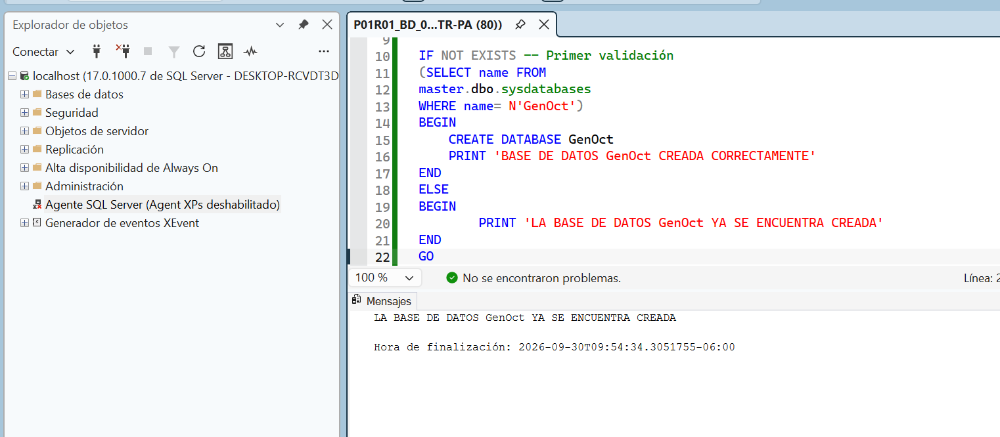 Explorador de objetos
Conectar
localhost (17.0.1000.7 de SQL Server - DESKTOP-RCVDT3D
Bases de datos
Seguridad
Objetos de servidor
Replicación
Alta disponibilidad de Always On
Administración
Agente SQL Server (Agent XPs deshabilitado)
Generador de eventos XEvent
P01R01_BD_0...TR-PA (80))
9
10 IF NOT EXISTS -- Primer validación
11 (SELECT name FROM
12 master.dbo.sysdatabases
13 WHERE name= N'GenOct')
14 BEGIN
15 CREATE DATABASE GenOct
16 PRINT 'BASE DE DATOS GenOct CREADA CORRECTAMENTE'
17 END
18 ELSE
19 BEGIN
20 PRINT 'LA BASE DE DATOS GenOct YA SE ENCUENTRA CREADA'
21 END
22 GO
100 % No se encontraron problemas. Línea: 2
Mensajes
LA BASE DE DATOS GenOct YA SE ENCUENTRA CREADA
Hora de finalización: 2026-09-30T09:54:34.3051755-06:00